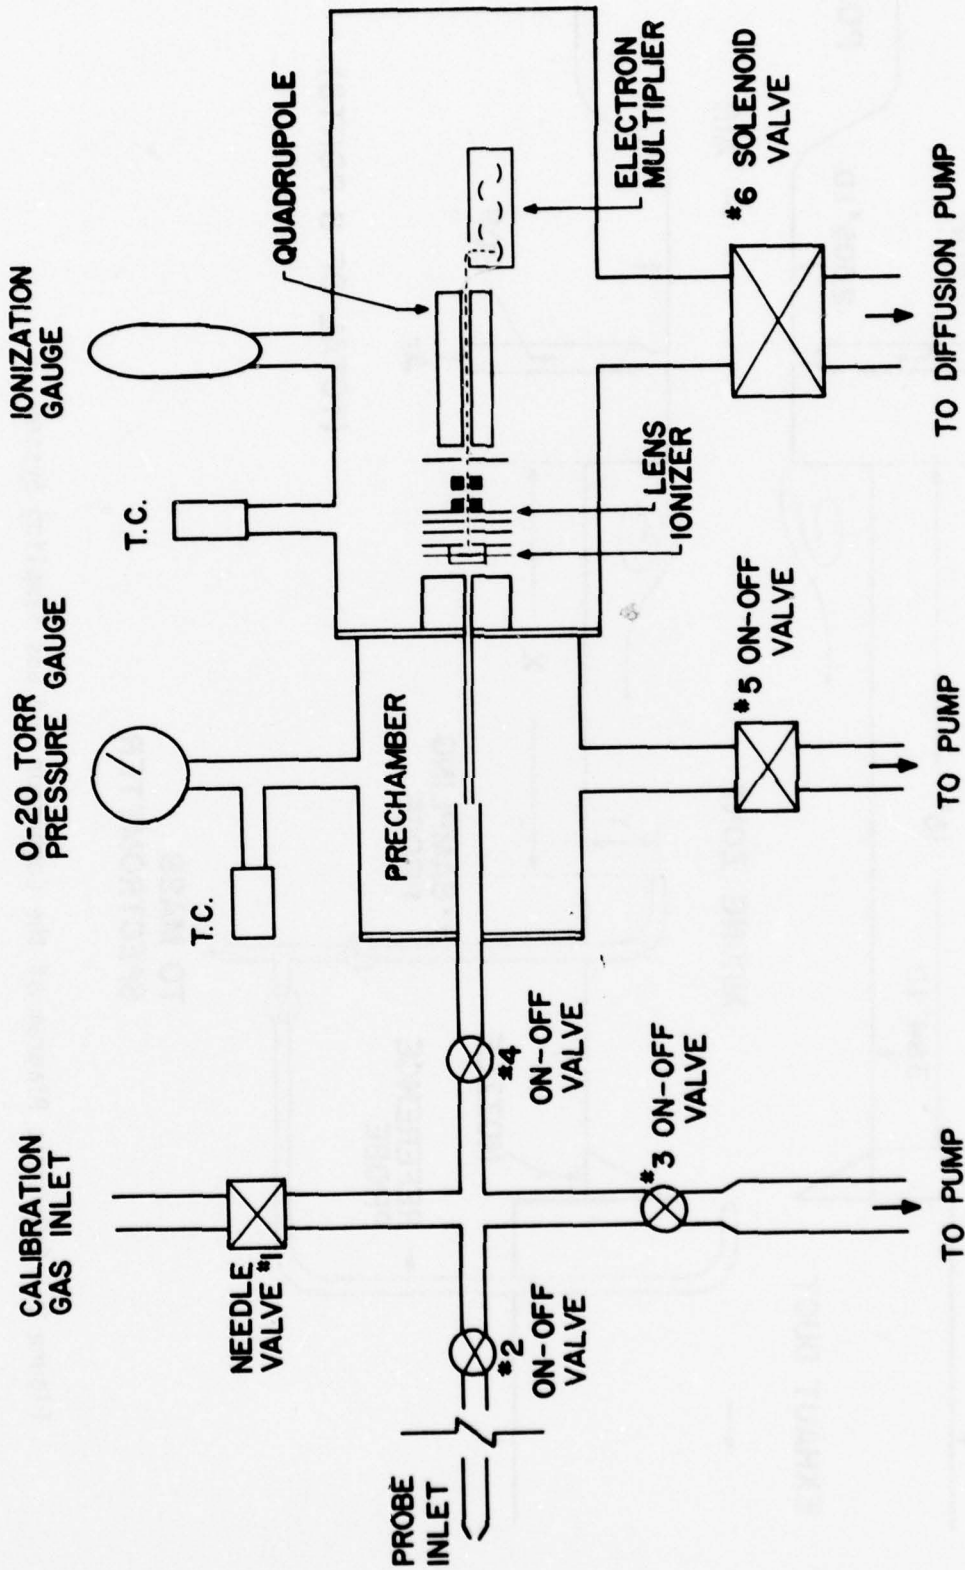 CALIBRATION
GAS INLET
O-20 TORR
PRESSURE GAUGE
IONIZATION
GAUGE
T.C.
T.C.
NEEDLE
VALVE #1
PRECHAMBER
QUADRUPOLE
PROBE
INLET
#2
ON-OFF
VALVE
#4
ON-OFF
VALVE
LENS
IONIZER
ELECTRON
MULTIPLIER
#3 ON-OFF
VALVE
#5 ON-OFF
VALVE
#6 SOLENOID
VALVE
TO PUMP
TO PUMP
TO DIFFUSION PUMP